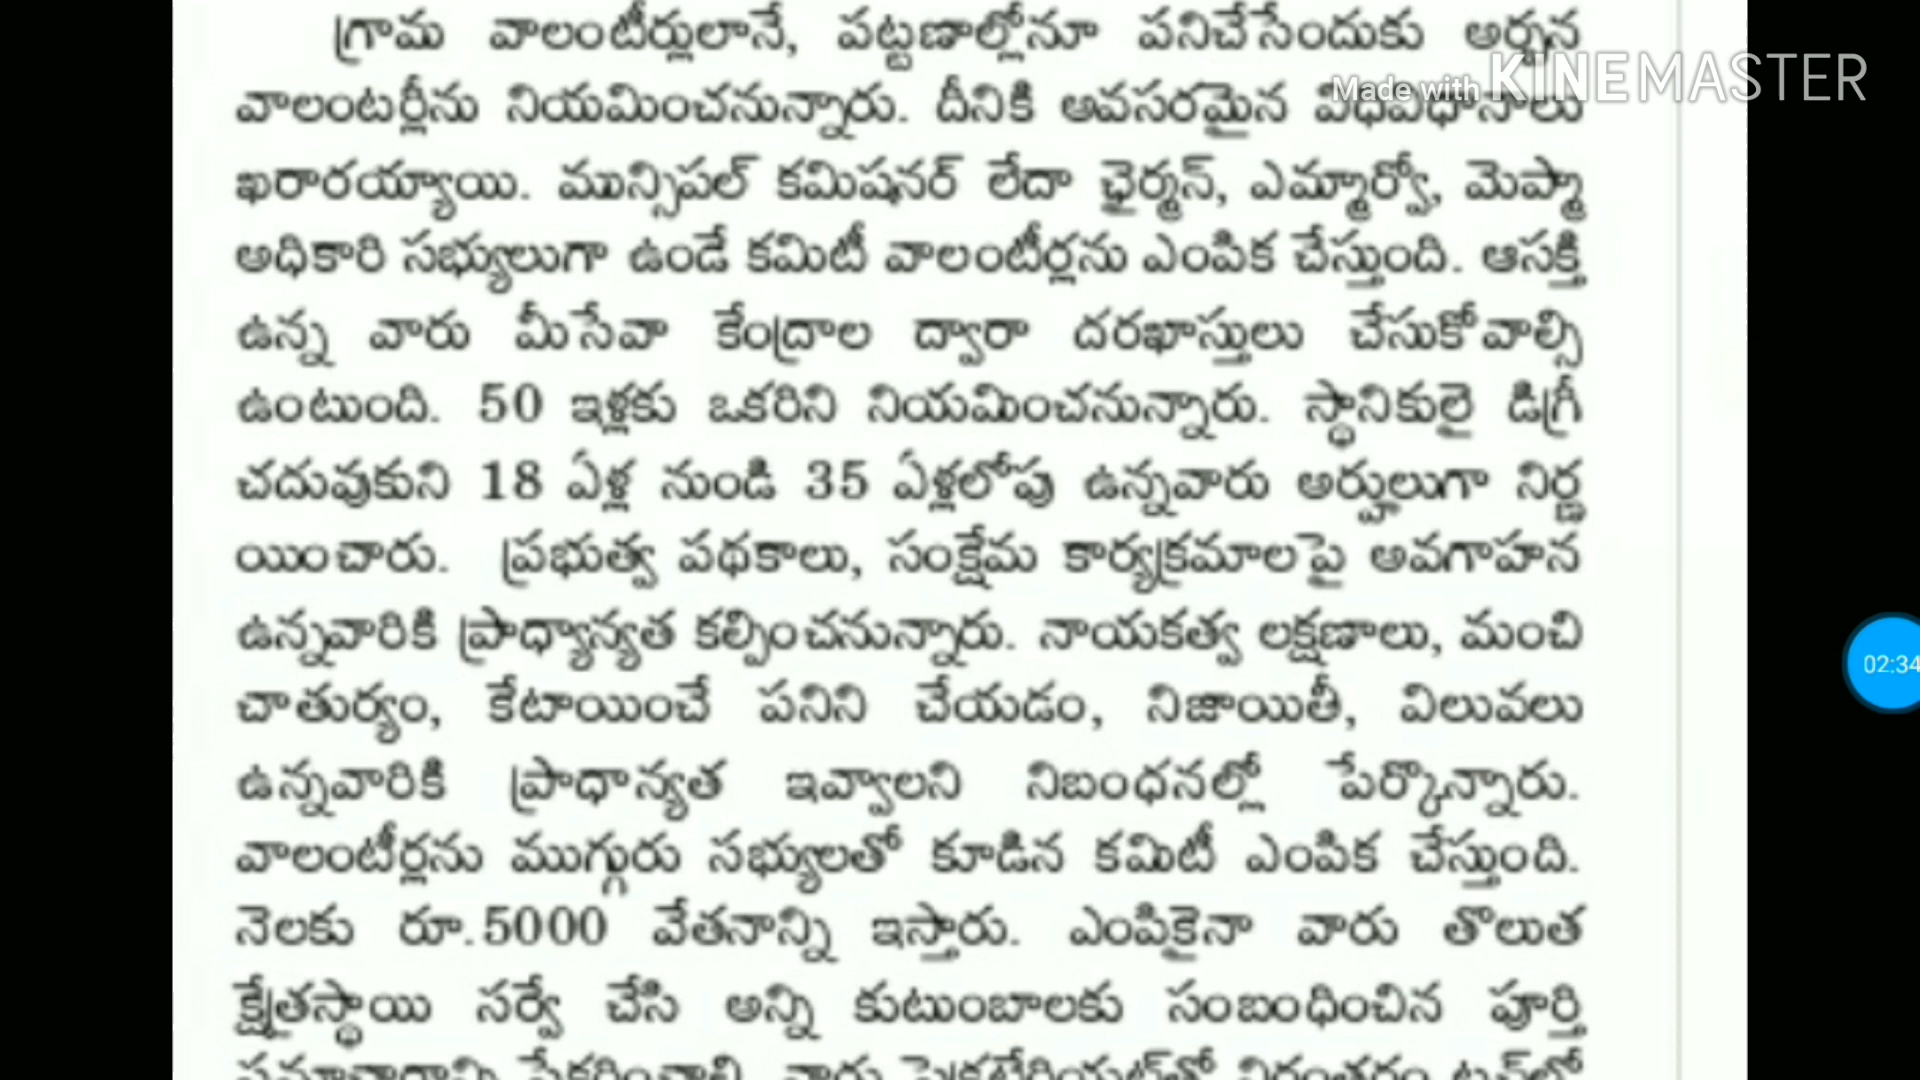 గ్రామ వాలంటీర్లులానే, పట్టణాల్లోనూ పనిచేసేందుకు అర్బన
Made with KINEMASTER
వాలంటర్లీను నియమించనున్నారు. దీనికి అవసరమైన విధివిధానాలు
ఖరారయ్యాయి. మున్సిపల్ కమిషనర్ లేదా ఛైర్మన్, ఎమ్మార్వో, మెప్మా
అధికారి సభ్యులుగా ఉండే కమిటీ వాలంటీర్లను ఎంపిక చేస్తుంది. ఆసక్తి
ఉన్న వారు మీసేవా కేంద్రాల ద్వారా దరఖాస్తులు చేసుకోవాల్సి
ఉంటుంది. 50 ఇళ్లకు ఒకరిని నియమించనున్నారు. స్థానికులై డిగ్రీ
చదువుకుని 18 ఏళ్ల నుండి 35 ఏళ్లలోపు ఉన్నవారు అర్హులుగా నిర్ణ
యించారు. ప్రభుత్వ పథకాలు, సంక్షేమ కార్యక్రమాలపై అవగాహన
ఉన్నవారికి ప్రాధ్యాన్యత కల్పించనున్నారు. నాయకత్వ లక్షణాలు, మంచి
చాతుర్యం, కేటాయించే పనిని చేయడం, నిజాయితీ, విలువలు
ఉన్నవారికి ప్రాధాన్యత ఇవ్వాలని నిబంధనల్లో పేర్కొన్నారు.
వాలంటీర్లను ముగ్గురు సభ్యులతో కూడిన కమిటీ ఎంపిక చేస్తుంది.
నెలకు రూ.5000 వేతనాన్ని ఇస్తారు. ఎంపికైనా వారు తొలుత
క్షేత్రస్థాయి సర్వే చేసి అన్ని కుటుంబాలకు సంబంధించిన పూర్తి
02:34